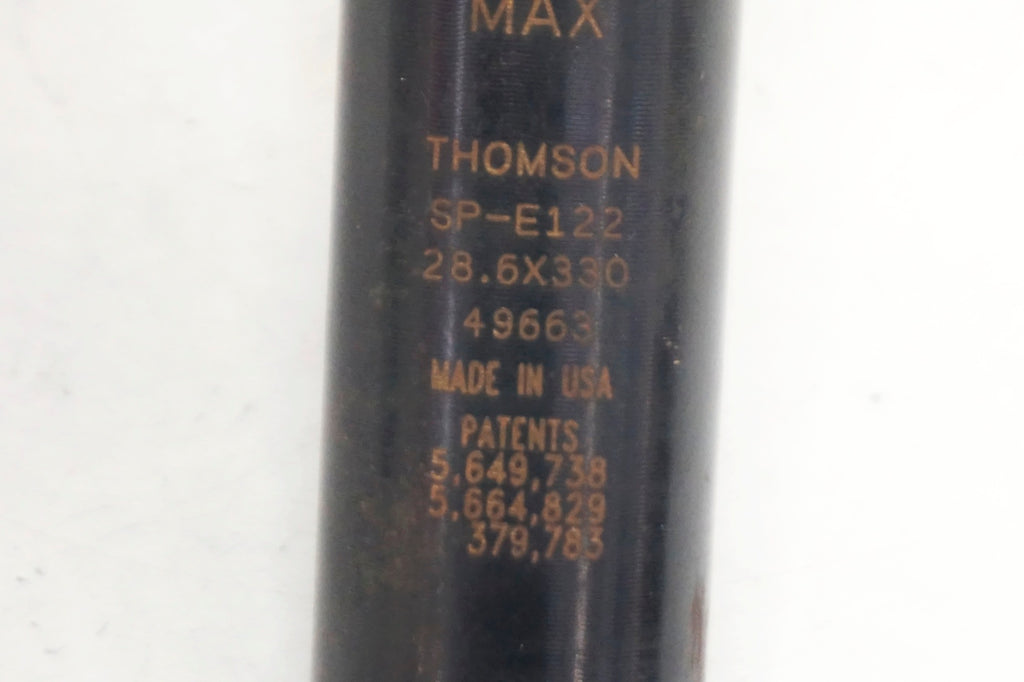 MAX
THOMSON
SP-E122
28.6X330
49663
MADE IN USA
PATENTS
5,649,738
5,664,829
379,783